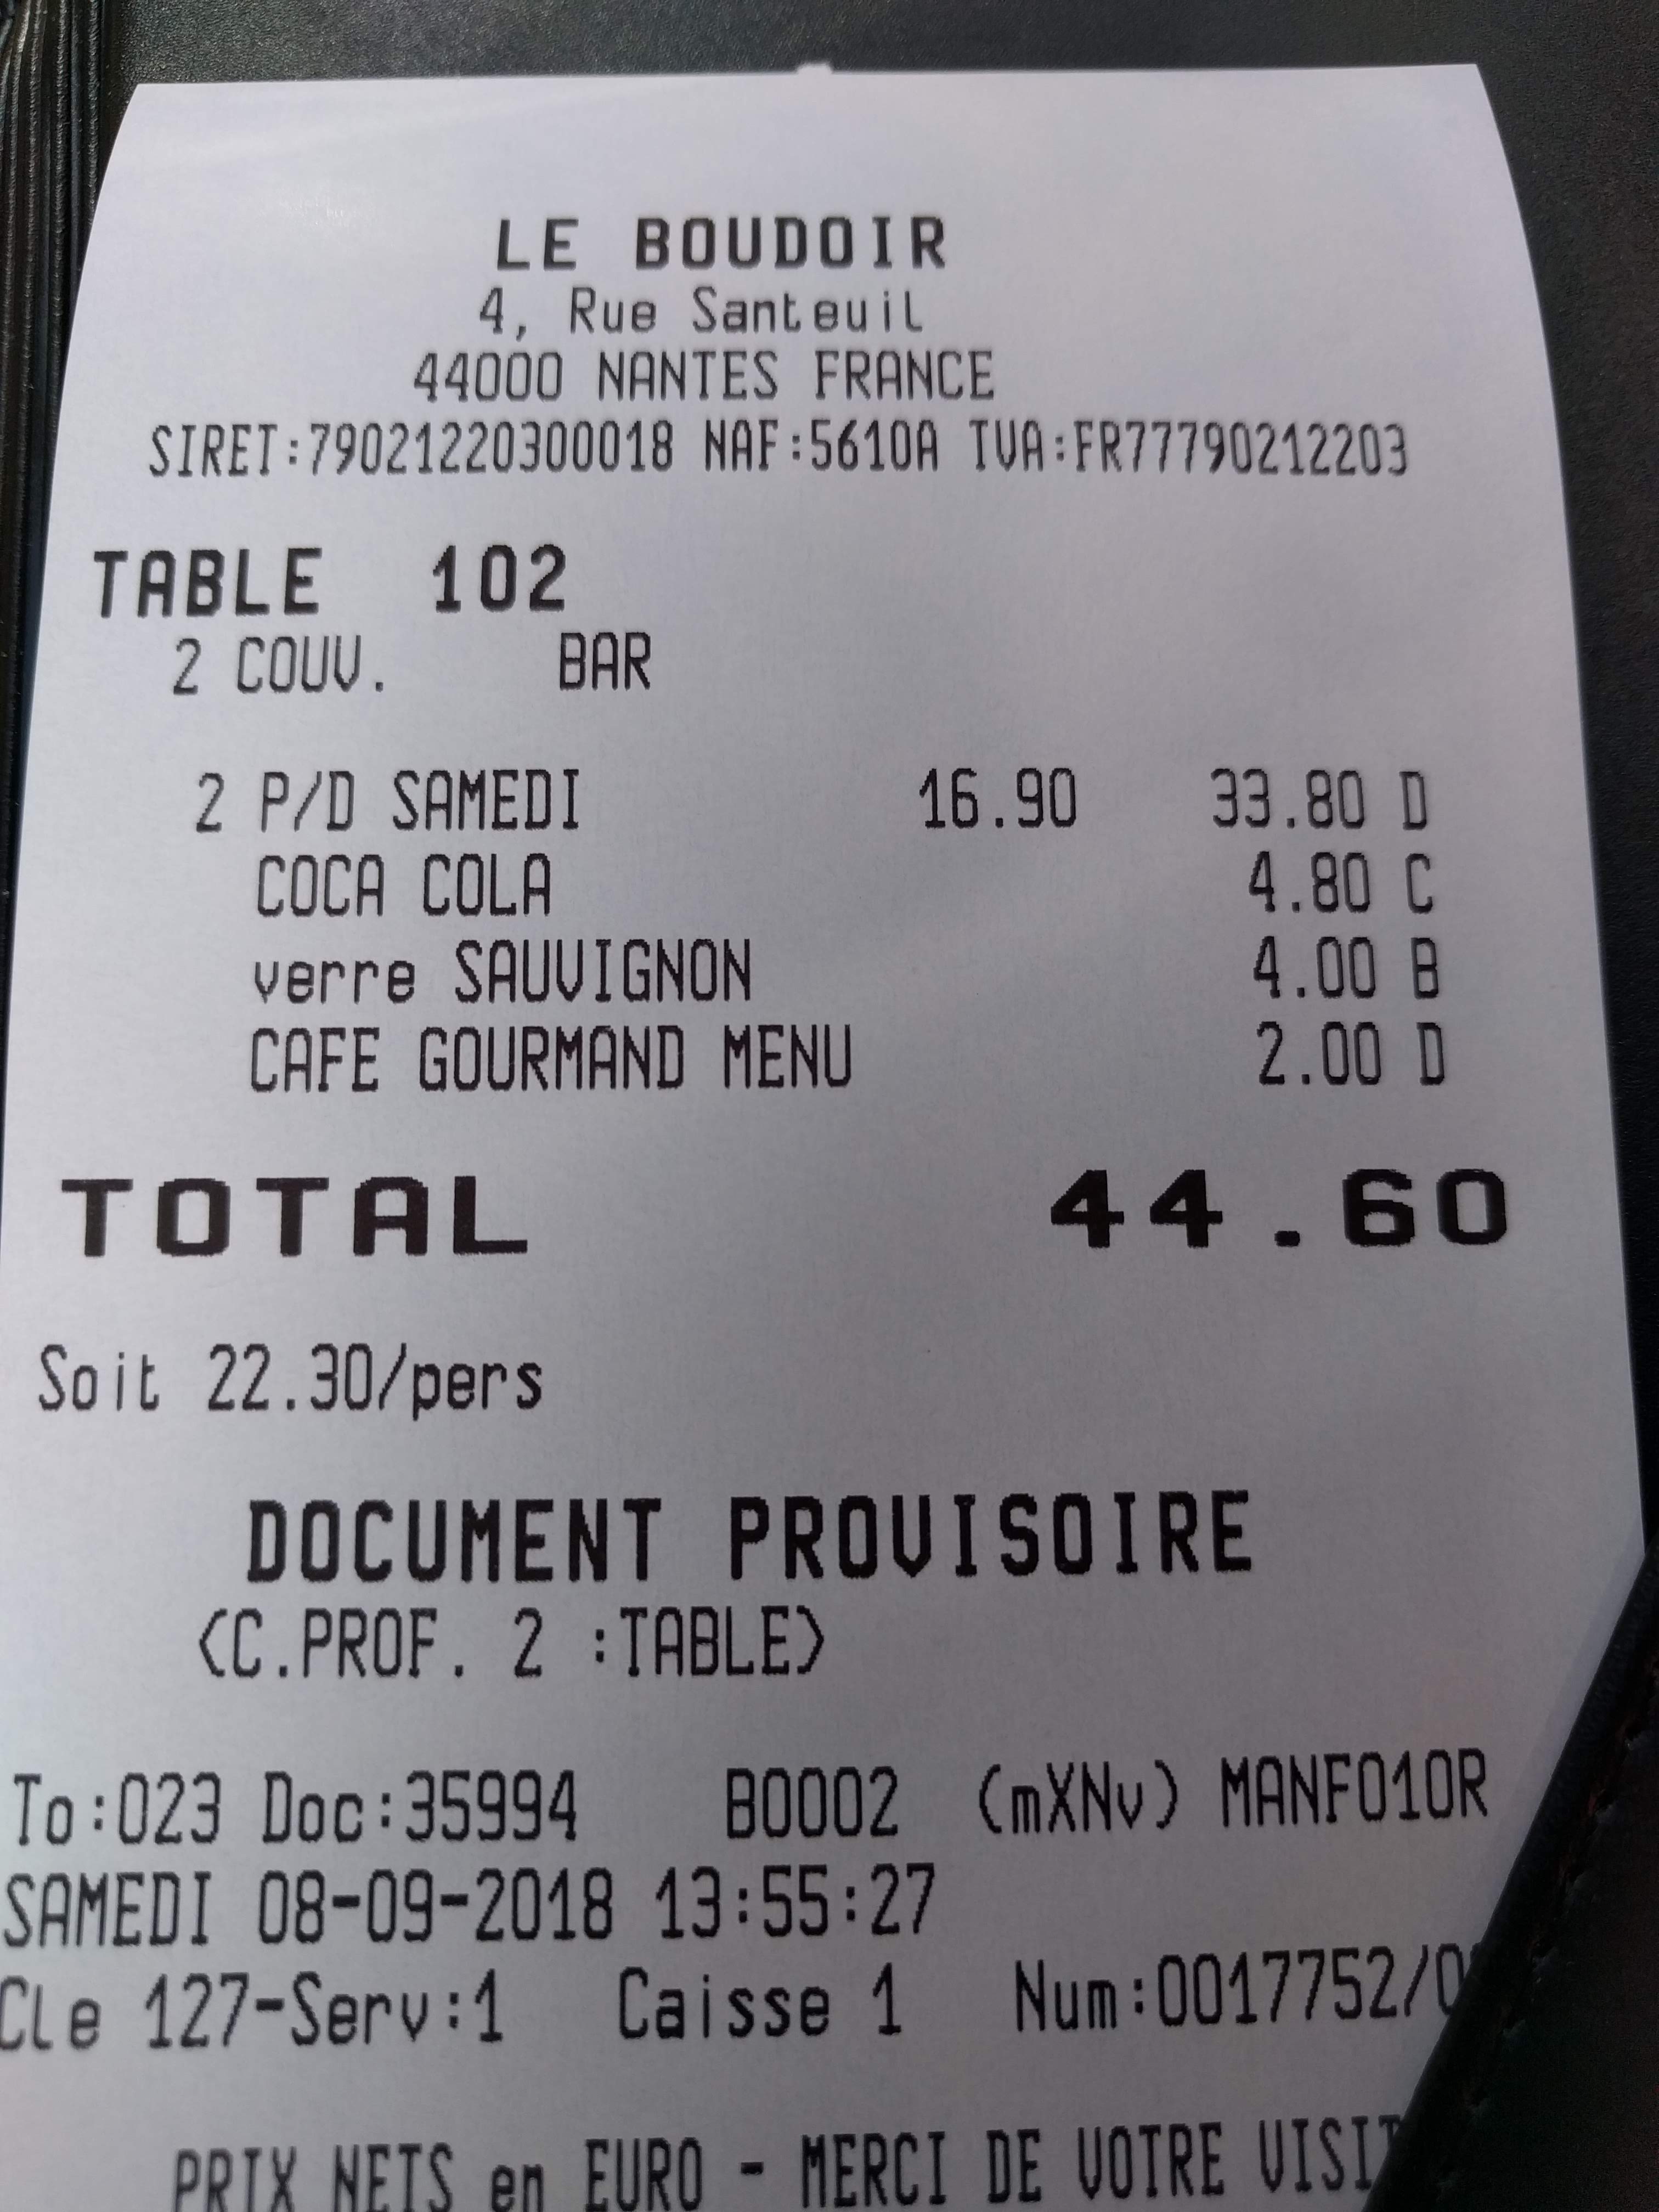 LE BOUDOIR
4, Rue Santeuil
44000 NANTES FRANCE
SIRET:79021220300018 NAF:5610A TVA:FR77790212203
TABLE 102
2 COUV. BAR
2 P/D SAMEDI 16.90 33.80 D
COCA COLA 4.80 C
verre SAUVIGNON 4.00 B
CAFE GOURMAND MENU 2.00 D
TOTAL 44.60
Soit 22.30/pers
DOCUMENT PROVISOIRE
<C.PROF. 2 :TABLE>
To:023 Doc:35994 B0002 (mXNv) MANFO10R
SAMEDI 08-09-2018 13:55:27
Cle 127-Serv:1 Caisse 1
PRIX NETS en EURO - MERCI DE VOTRE